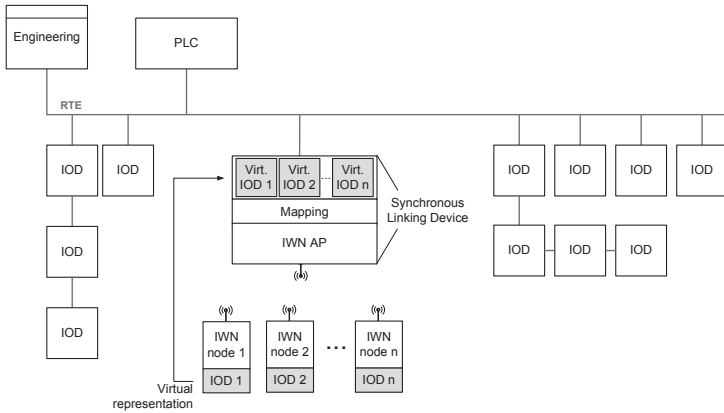 Engineering
PLC
RTE
IOD
IOD
Virt.
IOD 1
Virt.
IOD 2
...
Virt.
IOD n
IOD
IOD
IOD
IOD
Mapping
Synchronous
Linking Device
IOD
IWN AP
IOD
IOD
IOD
IOD
IWN
node 1
IWN
node 2
...
IWN
node n
IOD 1
IOD 2
IOD n
Virtual
representation